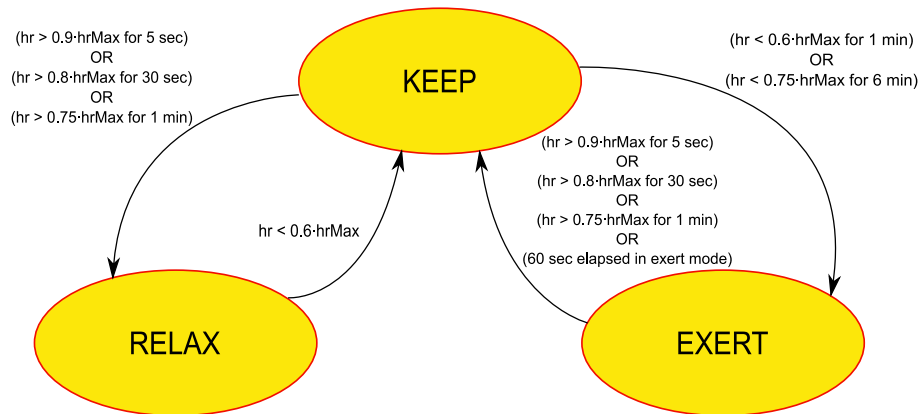 (hr > 0.9·hrMax for 5 sec)
OR
(hr > 0.8·hrMax for 30 sec)
OR
(hr > 0.75·hrMax for 1 min)
KEEP
(hr < 0.6·hrMax for 1 min)
OR
(hr < 0.75·hrMax for 6 min)
(hr > 0.9·hrMax for 5 sec)
OR
(hr > 0.8·hrMax for 30 sec)
OR
(hr > 0.75·hrMax for 1 min)
OR
(60 sec elapsed in exert mode)
hr < 0.6·hrMax
RELAX
EXERT